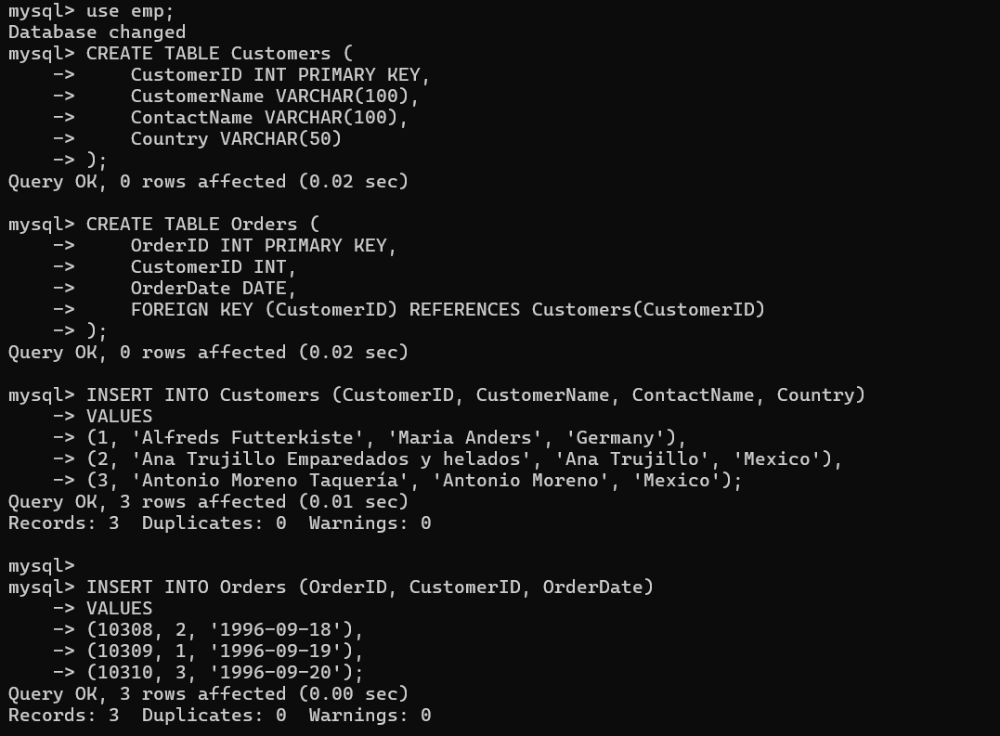 mysql> use emp;
Database changed
mysql> CREATE TABLE Customers (
    ->     CustomerID INT PRIMARY KEY,
    ->     CustomerName VARCHAR(100),
    ->     ContactName VARCHAR(100),
    ->     Country VARCHAR(50)
    -> );
Query OK, 0 rows affected (0.02 sec)

mysql> CREATE TABLE Orders (
    ->     OrderID INT PRIMARY KEY,
    ->     CustomerID INT,
    ->     OrderDate DATE,
    ->     FOREIGN KEY (CustomerID) REFERENCES Customers(CustomerID)
    -> );
Query OK, 0 rows affected (0.02 sec)

mysql> INSERT INTO Customers (CustomerID, CustomerName, ContactName, Country)
    -> VALUES
    -> (1, 'Alfreds Futterkiste', 'Maria Anders', 'Germany'),
    -> (2, 'Ana Trujillo Emparedados y helados', 'Ana Trujillo', 'Mexico'),
    -> (3, 'Antonio Moreno Taquería', 'Antonio Moreno', 'Mexico');
Query OK, 3 rows affected (0.01 sec)
Records: 3  Duplicates: 0  Warnings: 0

mysql>
mysql> INSERT INTO Orders (OrderID, CustomerID, OrderDate)
    -> VALUES
    -> (10308, 2, '1996-09-18'),
    -> (10309, 1, '1996-09-19'),
    -> (10310, 3, '1996-09-20');
Query OK, 3 rows affected (0.00 sec)
Records: 3  Duplicates: 0  Warnings: 0